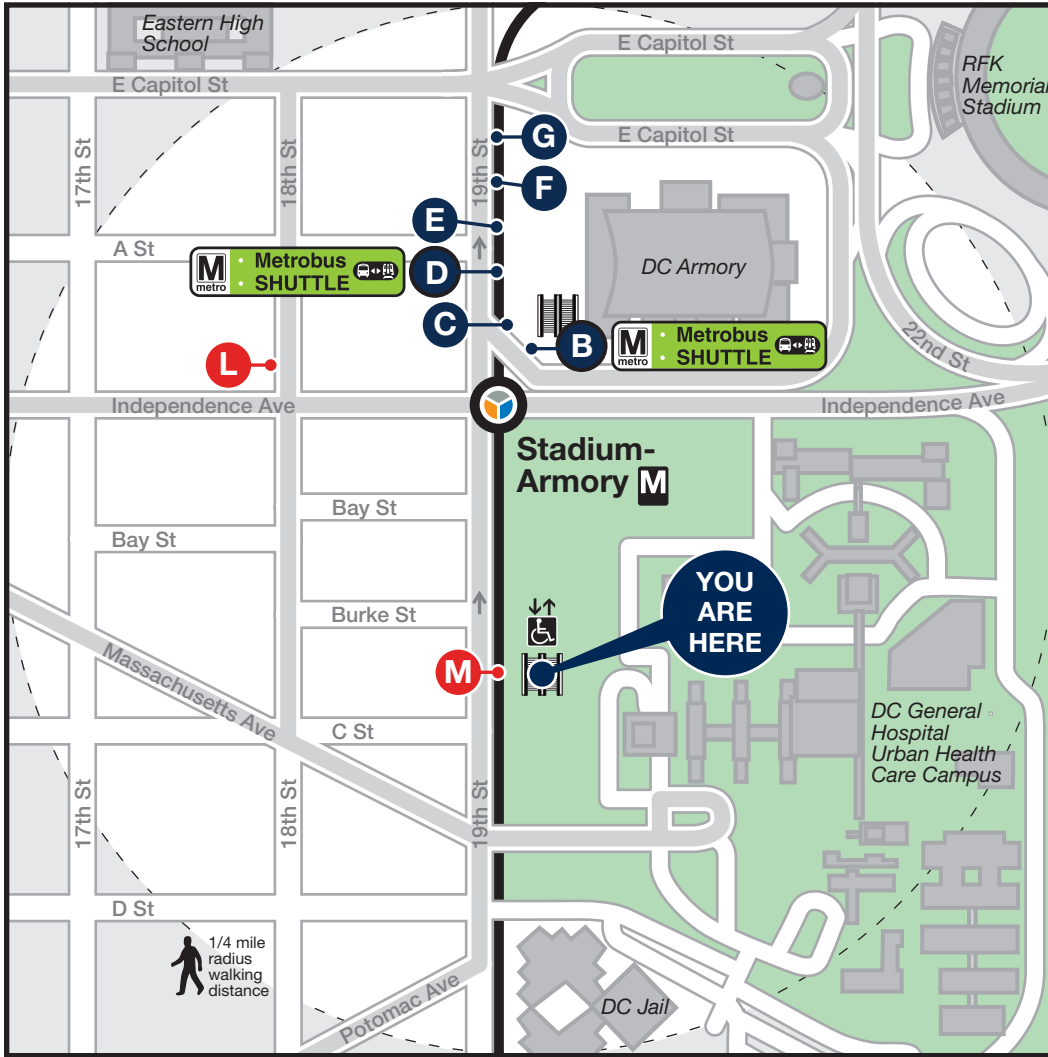 Eastern High
School
E Capitol St
E Capitol St
RFK
Memorial
Stadium
17th St
18th St
19th St
G
E Capitol St
F
E
A St
M
metro
· Metrobus
· SHUTTLE
D
DC Armory
C
B
M
metro
· Metrobus
· SHUTTLE
22nd St
L
Independence Ave
Independence Ave
Stadium-
Armory M
Bay St
Bay St
YOU
ARE
HERE
Burke St
Massachusetts Ave
M
C St
DC General
Hospital
Urban Health
Care Campus
17th St
18th St
19th St
D St
1/4 mile
radius
walking
distance
Potomac Ave
DC Jail